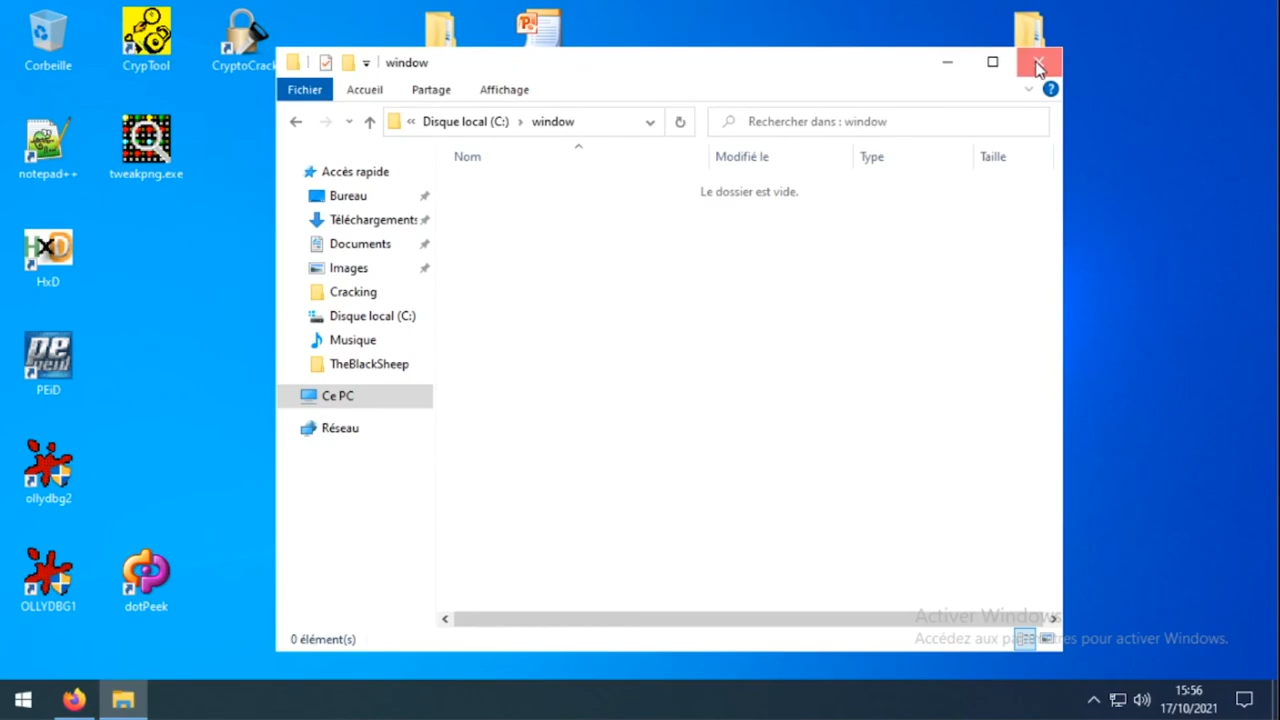 Corbeille
CrypTool
CryptoCrack
window
Fichier
Accueil
Partage
Affichage
« Disque local (C:) › window
Rechercher dans : window
Nom
Modifié le
Type
Taille
Le dossier est vide.
Accès rapide
Bureau
Téléchargements
Documents
Images
Cracking
Disque local (C:)
Musique
TheBlackSheep
Ce PC
Réseau
notepad++
tweakpng.exe
HxD
PEiD
ollydbg2
OLLYDBG1
dotPeek
0 élément(s)
Activer Windows
Accédez aux paramètres pour activer Windows.
15:56
17/10/2021